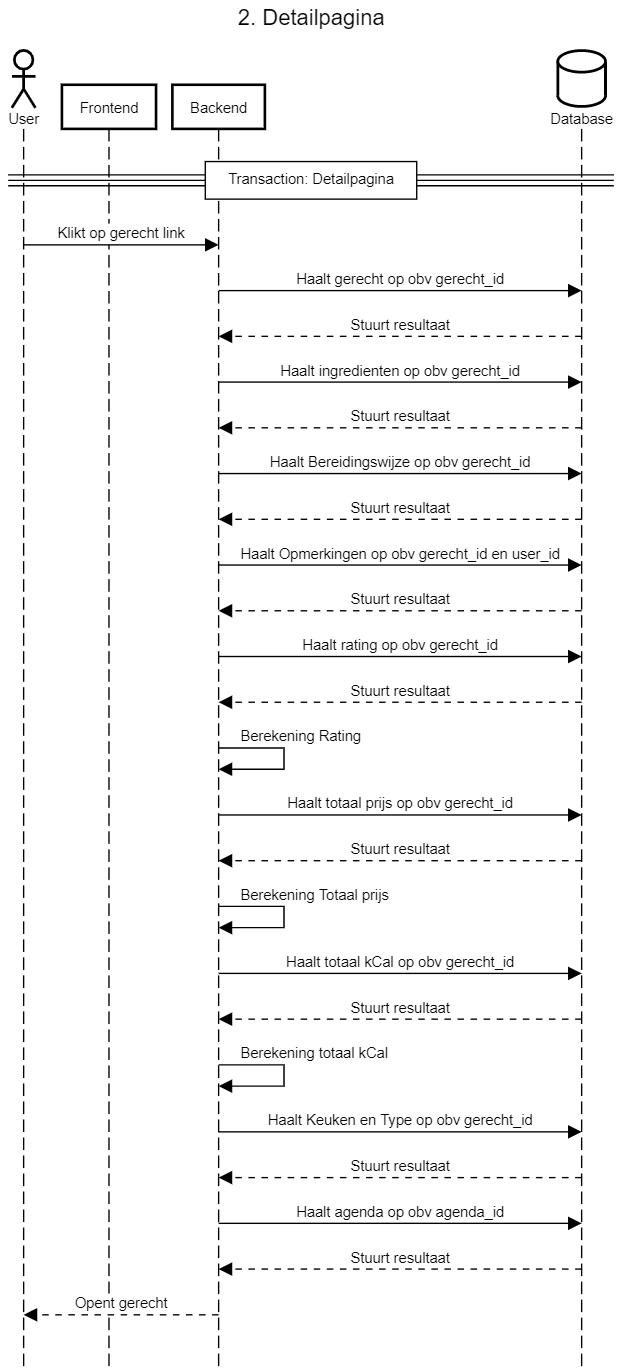 2. Detailpagina
User
Frontend
Backend
Database
Transaction: Detailpagina
Klikt op gerecht link
Haalt gerecht op obv gerecht_id
Stuurt resultaat
Haalt ingredienten op obv gerecht_id
Stuurt resultaat
Haalt Bereidingswijze op obv gerecht_id
Stuurt resultaat
Haalt Opmerkingen op obv gerecht_id en user_id
Stuurt resultaat
Haalt rating op obv gerecht_id
Stuurt resultaat
Berekening Rating
Haalt totaal prijs op obv gerecht_id
Stuurt resultaat
Berekening Totaal prijs
Haalt totaal kCal op obv gerecht_id
Stuurt resultaat
Berekening totaal kCal
Haalt Keuken en Type op obv gerecht_id
Stuurt resultaat
Haalt agenda op obv agenda_id
Stuurt resultaat
Opent gerecht